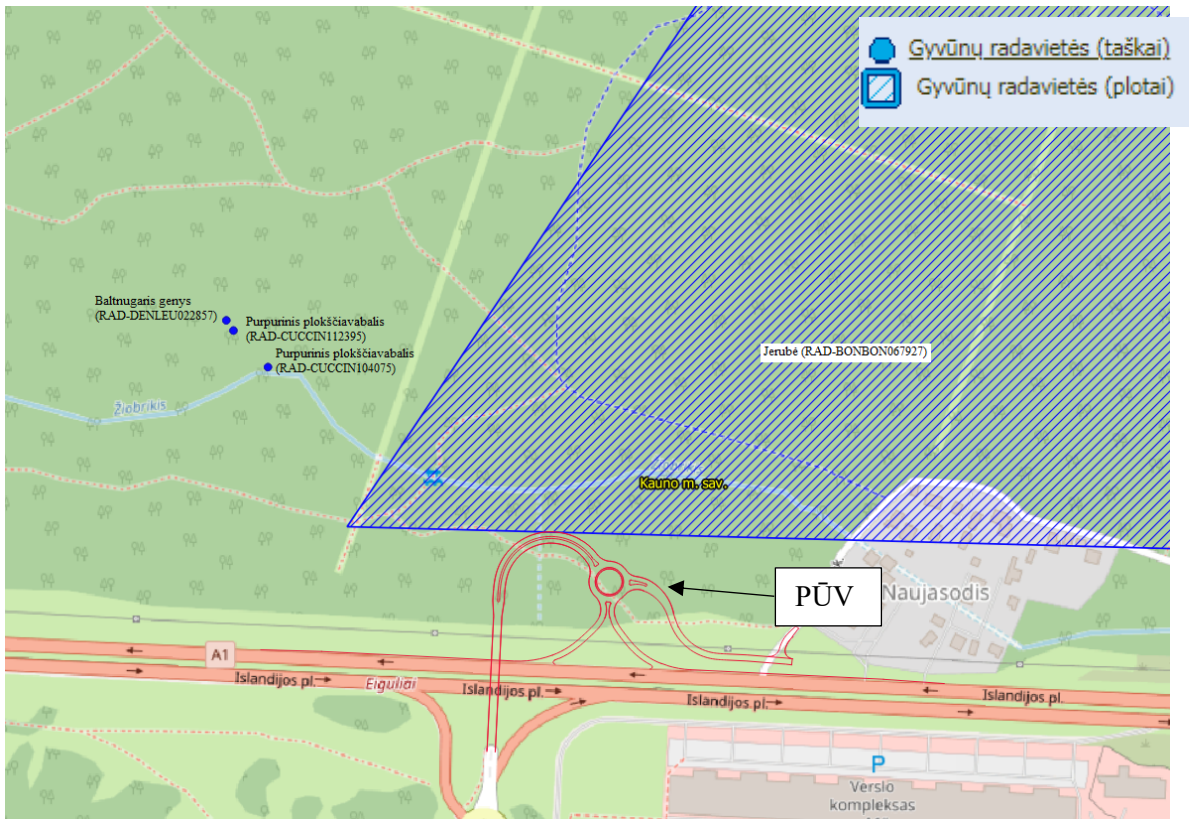 Gyvūnų radavietės (taškai)
Gyvūnų radavietės (plotai)
Baltnugaris genys
(RAD-DENLEU022857)
Purpurinis plokščiavabalis
(RAD-CUCCIN112395)
Purpurinis plokščiavabalis
(RAD-CUCCIN104075)
Jerubė (RAD-BONBON067927)
Žiobrikis
Žiobrikis
Kauno m. sav.
PŪV
Naujasodis
A1
Islandijos pl.
Eiguliai
Islandijos pl.
Islandijos pl.
Islandijos pl.
P
Verslo
kompleksas